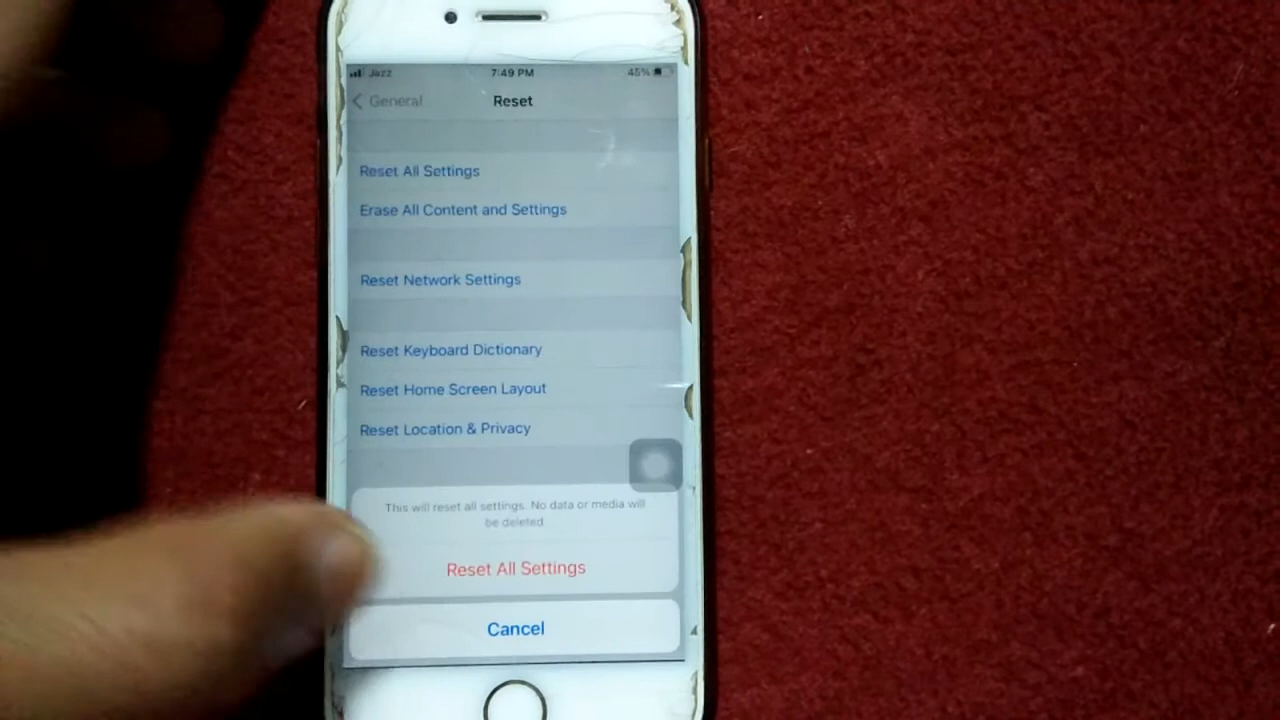 Jazz 7:49 PM 45%
General Reset
Reset All Settings
Erase All Content and Settings
Reset Network Settings
Reset Keyboard Dictionary
Reset Home Screen Layout
Reset Location & Privacy
This will reset all settings. No data or media will
be deleted
Reset All Settings
Cancel